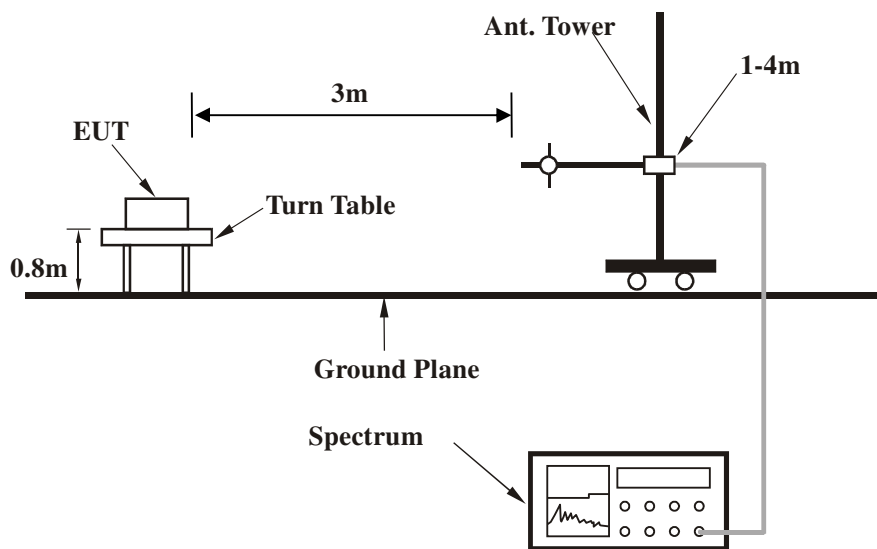 Ant. Tower
1-4m
3m
EUT
Turn Table
0.8m
Ground Plane
Spectrum